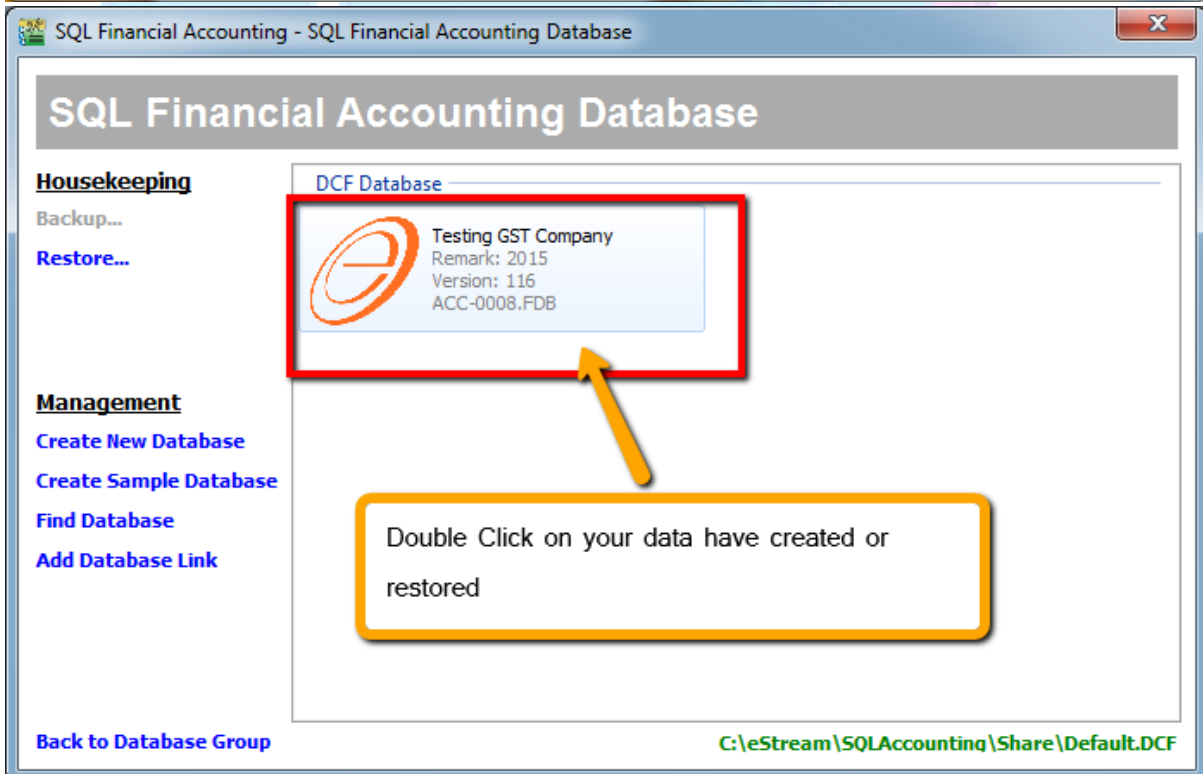 SQL Financial Accounting - SQL Financial Accounting Database
x
SQL Financial Accounting Database
Housekeeping
Backup...
Restore...
DCF Database
Testing GST Company
Remark: 2015
Version: 116
ACC-0008.FDB
Management
Create New Database
Create Sample Database
Find Database
Add Database Link
Double Click on your data have created or
restored
Back to Database Group
C:\eStream\SQLAccounting\Share\Default.DCF